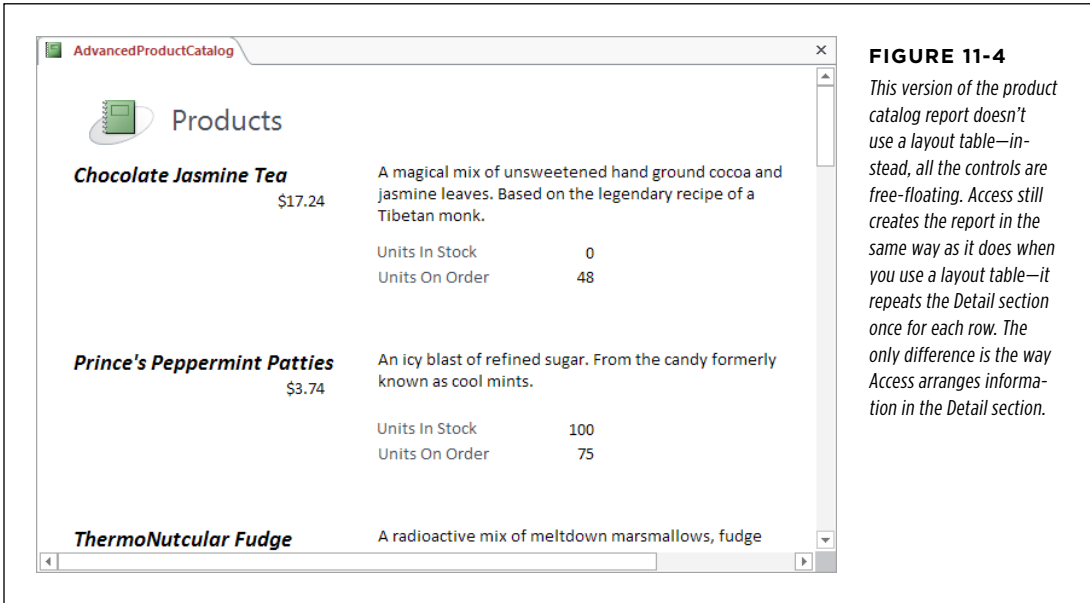 AdvancedProductCatalog
Products
Chocolate Jasmine Tea
$17.24
A magical mix of unsweetened hand ground cocoa and
jasmine leaves. Based on the legendary recipe of a
Tibetan monk.
Units In Stock 0
Units On Order 48
Prince's Peppermint Patties
$3.74
An icy blast of refined sugar. From the candy formerly
known as cool mints.
Units In Stock 100
Units On Order 75
ThermoNutcular Fudge
A radioactive mix of meltdown marsmallows, fudge
FIGURE 11-4
This version of the product
catalog report doesn't
use a layout table—in-
stead, all the controls are
free-floating. Access still
creates the report in the
same way as it does when
you use a layout table—it
repeats the Detail section
once for each row. The
only difference is the way
Access arranges informa-
tion in the Detail section.